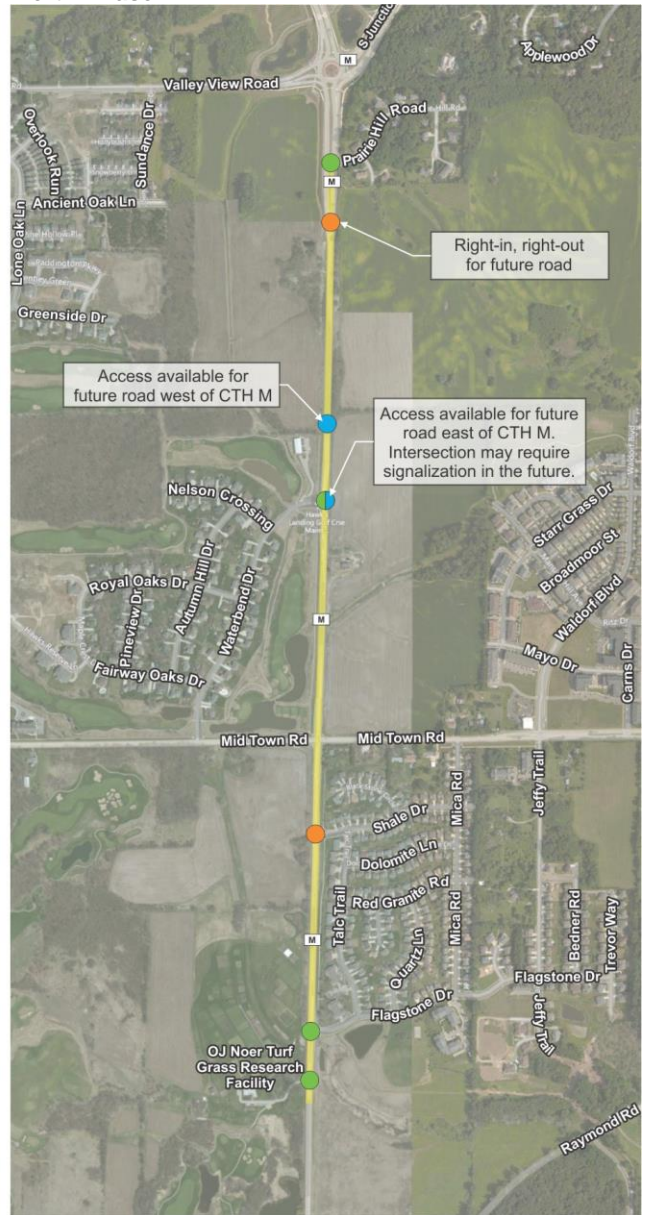 S Junction
M
Applewood Dr
Valley View Road
Rd
Overlook Run
Sundance Dr
Prairie Hill Road
M
Ancient Oak Ln
Lone Oak Ln
Right-in, right-out
for future road
Greenside Dr
Access available for
future road west of CTH M
Access available for future
road east of CTH M.
Intersection may require
signalization in the future.
Nelson Crossing
Starr Grass Dr
Broadmoor St
Waldorf Blvd
Royal Oaks Dr
Pineview Dr
Autumn Hill Dr
Waterbend Dr
M
Fairway Oaks Dr
Mayo Dr
Carns Dr
Mid Town Rd
Mid Town Rd
Shale Dr
Mica Rd
Jeffy Trail
Dolomite Ln
Red Granite Rd
Talc Trail
Mica Rd
Bedner Rd
Trevor Way
M
Quartz Ln
Flagstone Dr
Flagstone Dr
Jeffy Trail
OJ Noer Turf
Grass Research
Facility
Raymond Rd